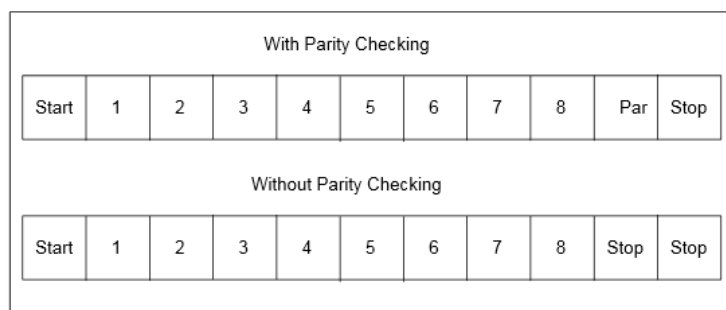 With Parity Checking
Start 1 2 3 4 5 6 7 8 Par Stop
Without Parity Checking
Start 1 2 3 4 5 6 7 8 Stop Stop